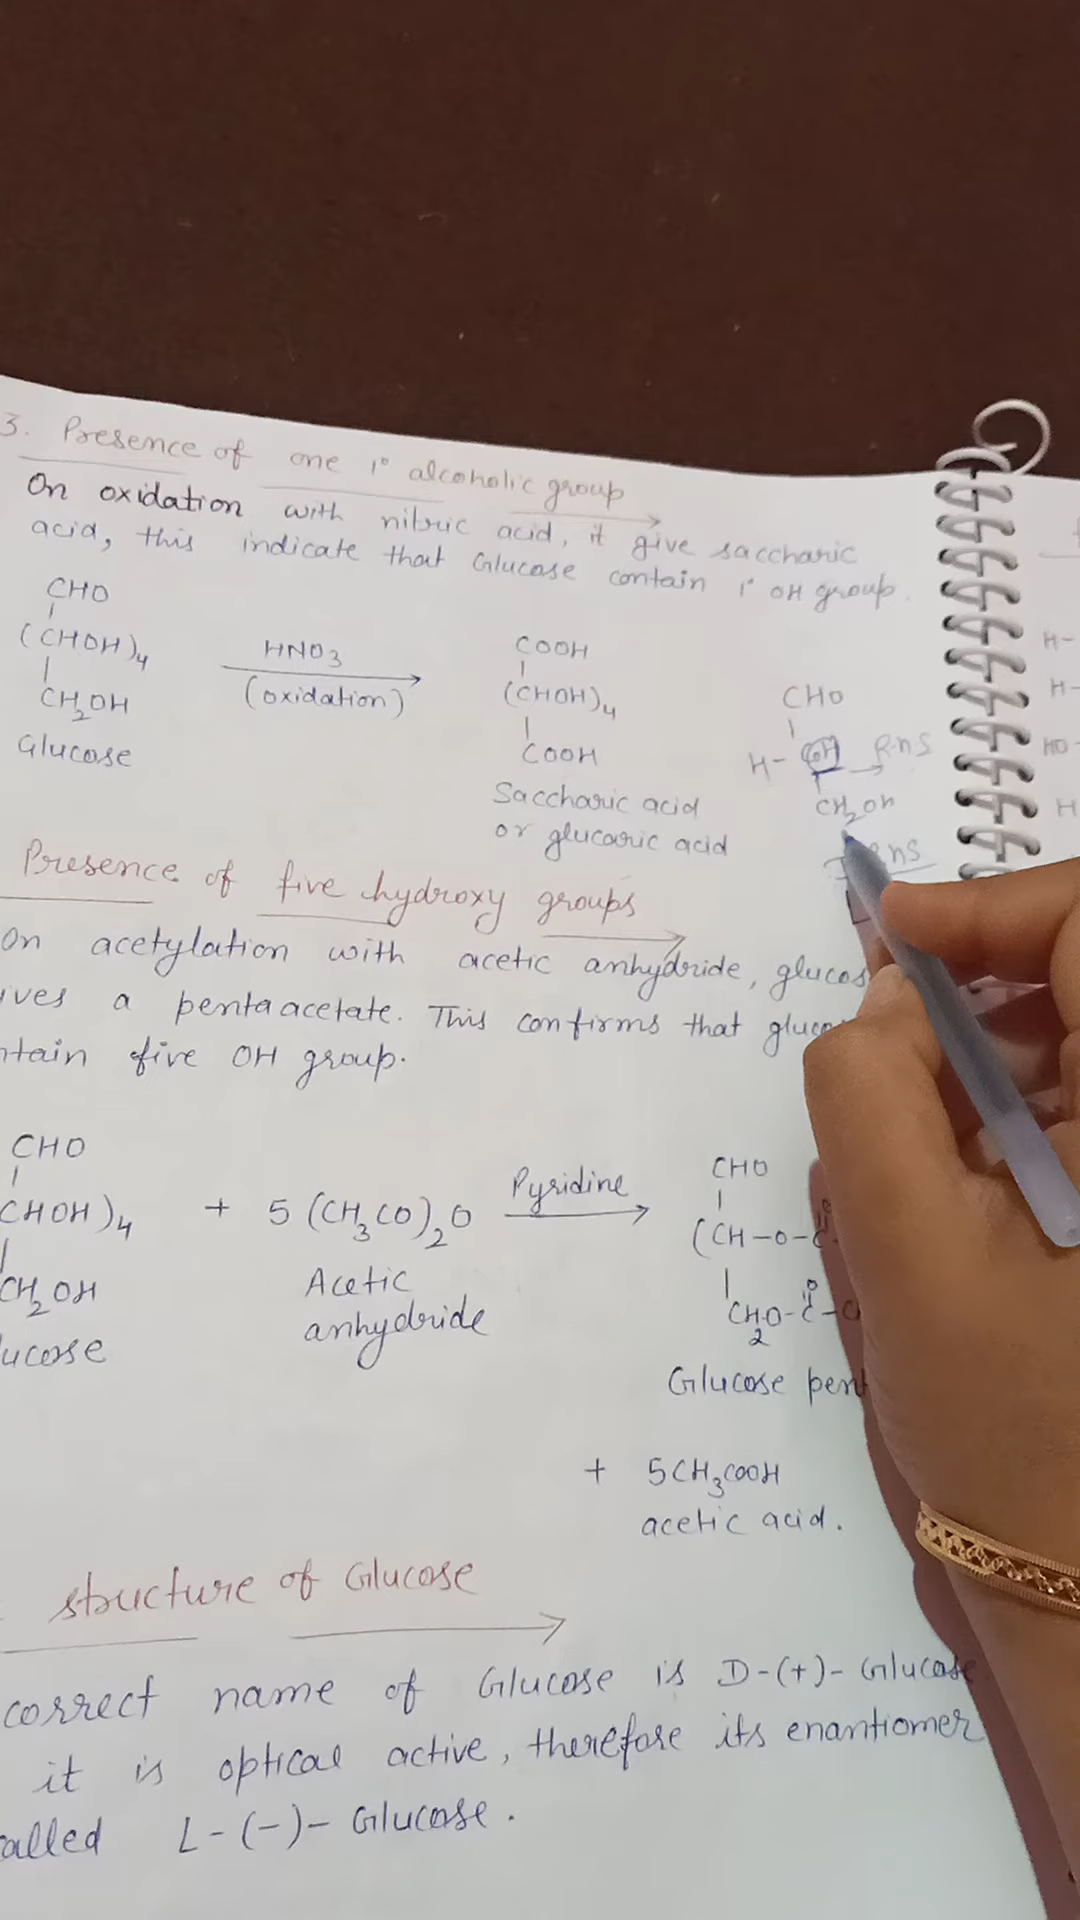 3. Presence of one 1° alcoholic group
On oxidation with nitric acid, it give saccharic
acid, this indicate that Glucose contain 1° OH group.
CHO
(CHOH)4
CH2OH
Glucose
HNO3
(oxidation)
COOH
(CHOH)4
COOH
Saccharic acid
or glucaric acid
CHO
H- OH R.H.S
CH2OH
Presence of five hydroxy groups
On acetylation with acetic anhydride, glucos
ives a pentaacetate. This confirms that gluco
ntain five OH group.
CHO
CHOH)4
CH2OH
ucose
+ 5 (CH3CO)2O
Acetic
anhydride
Pyridine
CHO
(CH-O-C
CH2O-C-C
Glucose pent
+ 5CH3COOH
acetic acid.
structure of Glucose
correct name of Glucose is D-(+)- Glucose
it is optical active, therefore its enantiomer
called L-(-)- Glucose.
H-
H-
HO-
H